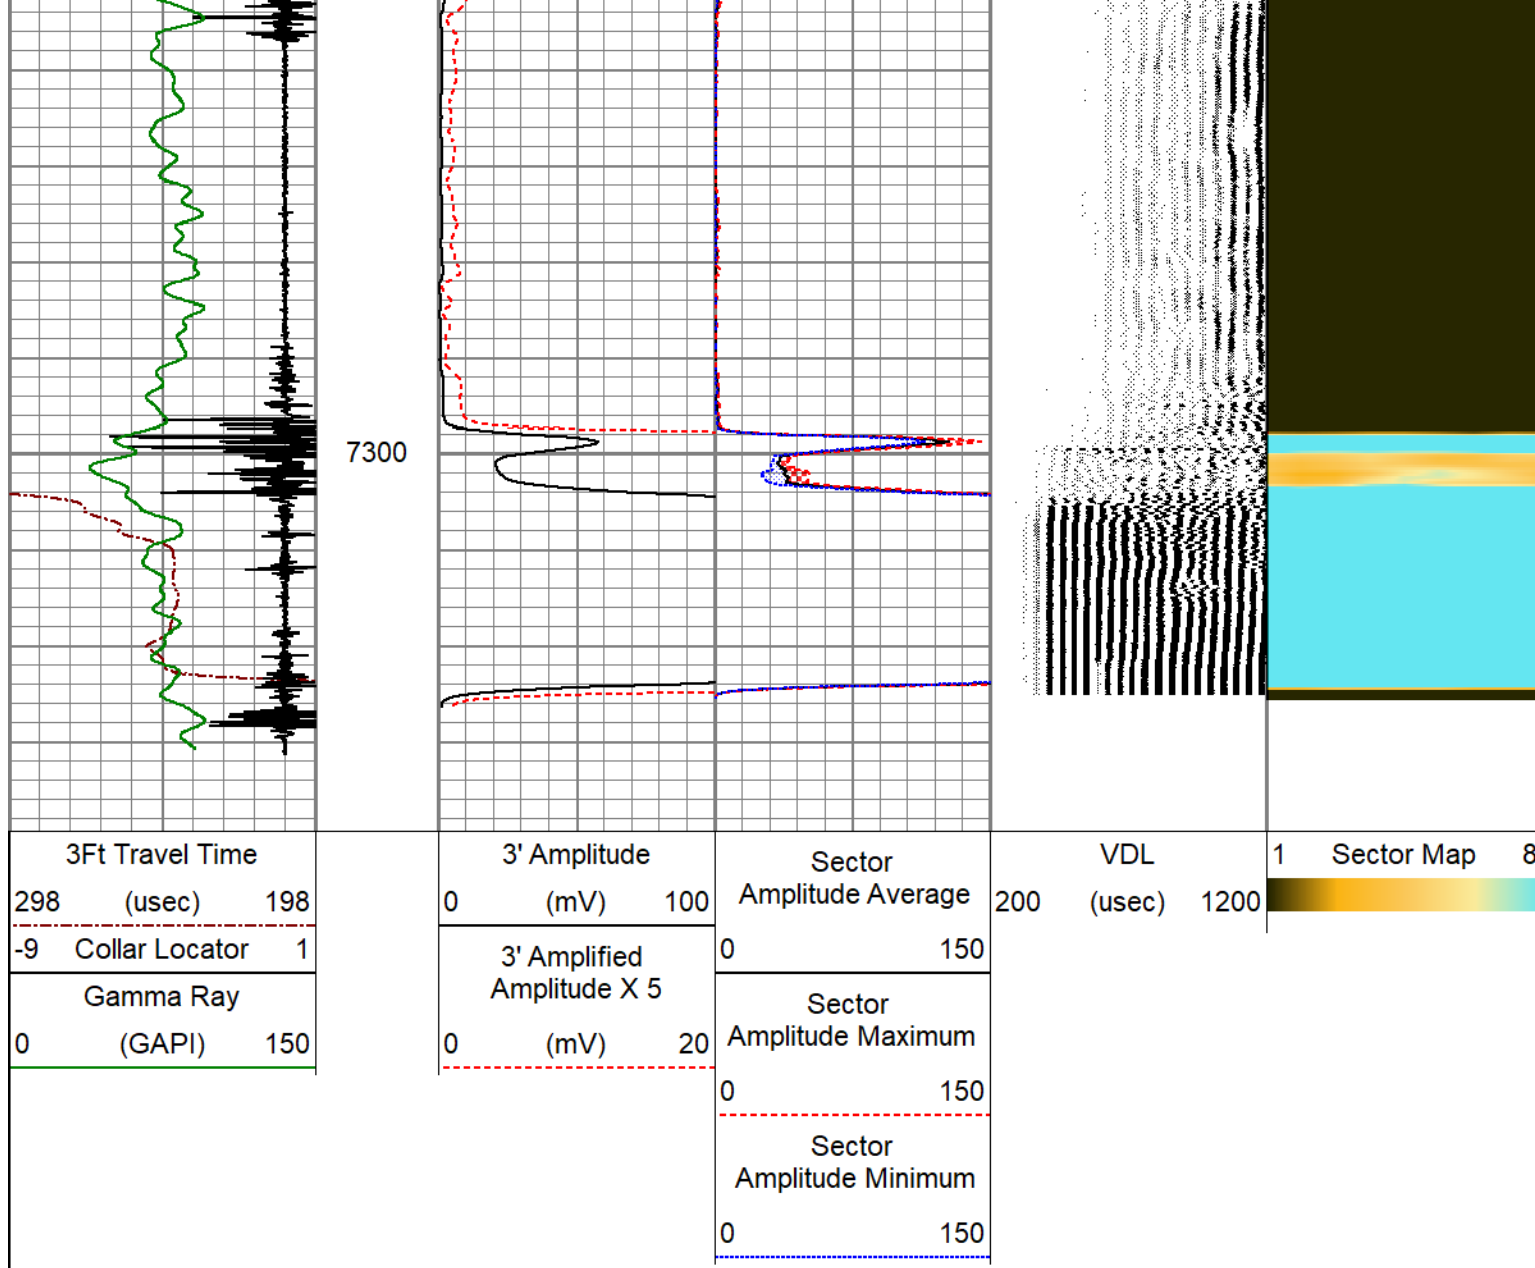 7300
3Ft Travel Time
298 (usec) 198
-9 Collar Locator 1
Gamma Ray
0 (GAPI) 150
3' Amplitude
0 (mV) 100
3' Amplified
Amplitude X 5
0 (mV) 20
Sector
Amplitude Average
0 150
Sector
Amplitude Maximum
0 150
Sector
Amplitude Minimum
0 150
VDL
200 (usec) 1200
1 Sector Map 8